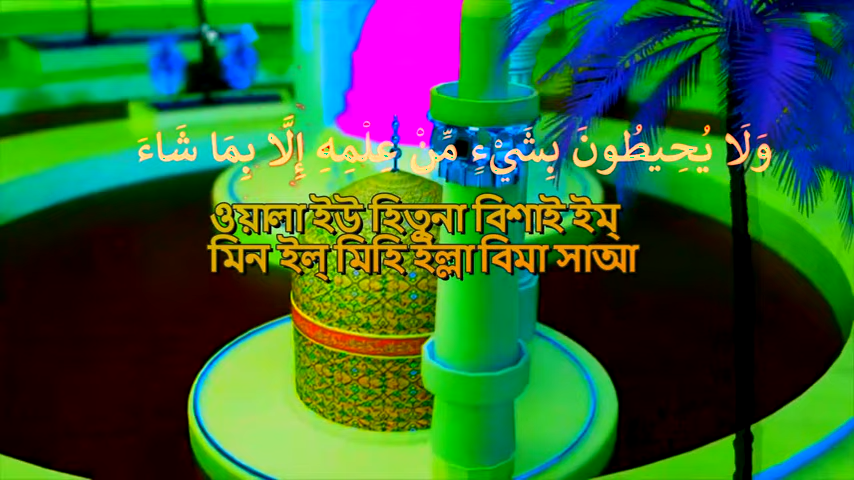 وَلَا يُحِيطُونَ بِشَيْءٍ مِّنْ عِلْمِهِ إِلَّا بِمَا شَاءَ
ওয়ালা ইউ হিতুনা বিশাই ইম্
মিন ইল্ মিহি ইল্লা বিমা সাআ